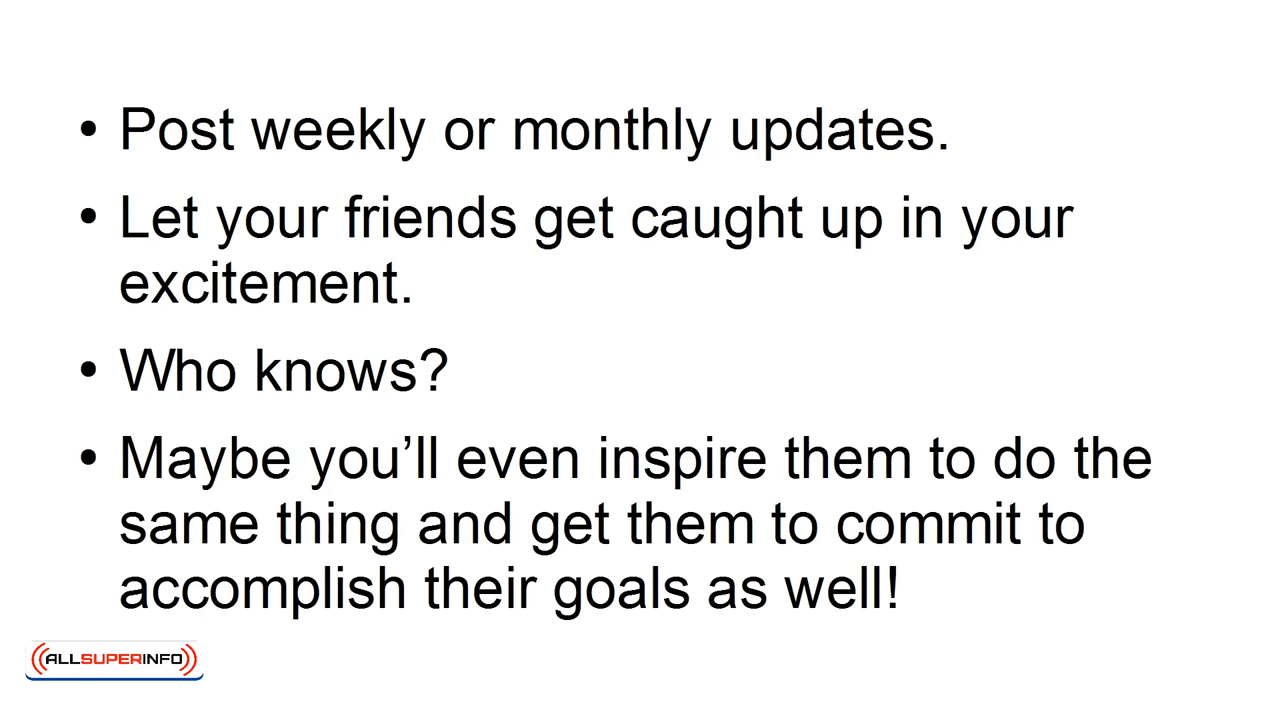 • Post weekly or monthly updates.
• Let your friends get caught up in your
excitement.
• Who knows?
• Maybe you’ll even inspire them to do the
same thing and get them to commit to
accomplish their goals as well!
ALLSUPERINFO